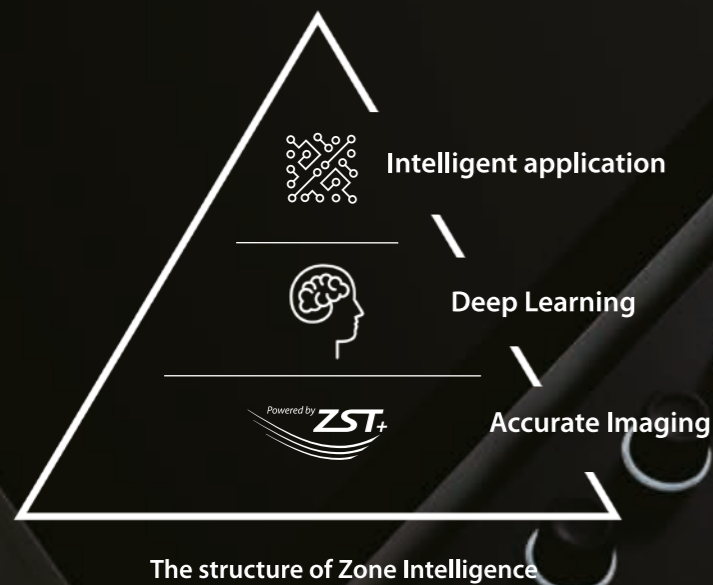 Intelligent application
Deep Learning
Powered by ZST+
Accurate Imaging
The structure of Zone Intelligence